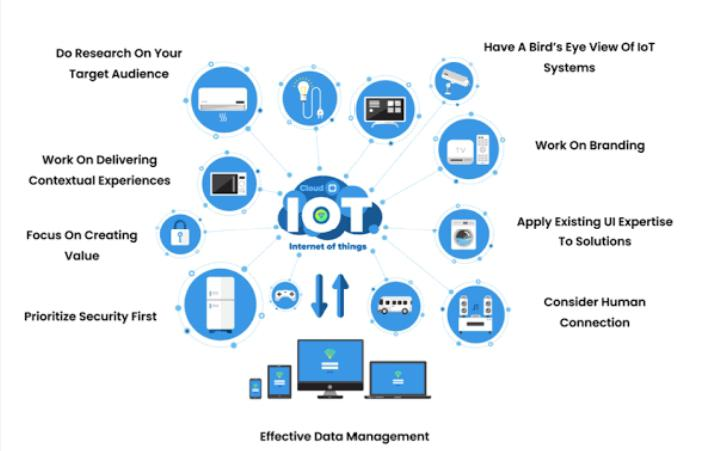 Do Research On Your
Target Audience
Have A Bird's Eye View Of IoT
Systems
Work On Delivering
Contextual Experiences
Work On Branding
TV
Cloud
IOT
Internet of things
Focus On Creating
Value
Apply Existing UI Expertise
To Solutions
Prioritize Security First
Consider Human
Connection
Effective Data Management